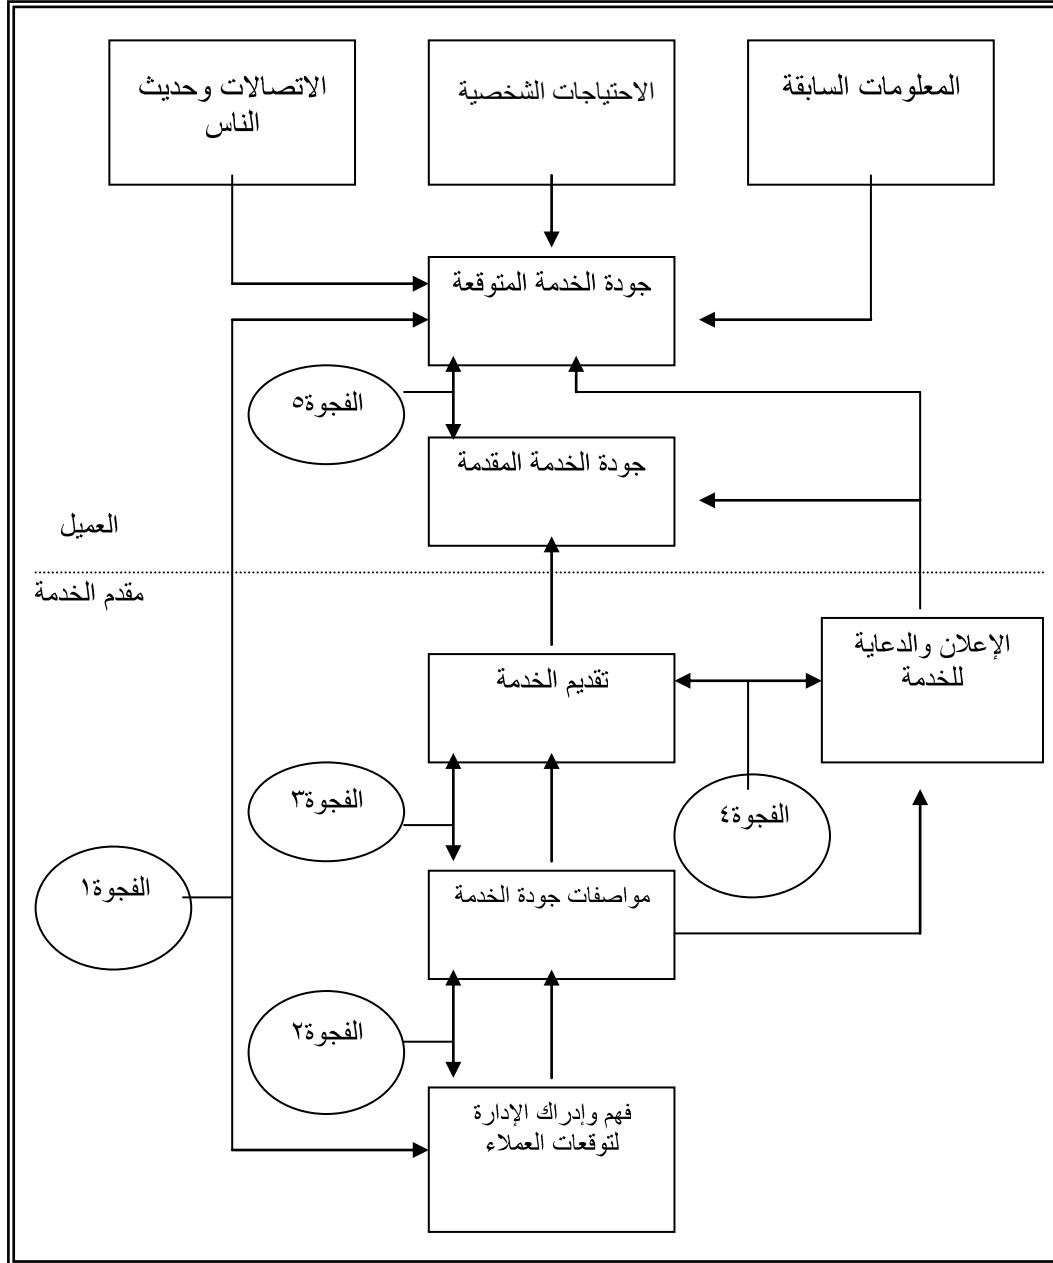 المعلومات السابقة
الاحتياجات الشخصية
الاتصالات وحديث
الناس
جودة الخدمة المتوقعة
الفجوة٥
جودة الخدمة المقدمة
العميل
مقدم الخدمة
الإعلان والدعاية
للخدمة
تقديم الخدمة
الفجوة٤
الفجوة٣
مواصفات جودة الخدمة
الفجوة١
الفجوة٢
فهم وإدراك الإدارة
لتوقعات العملاء